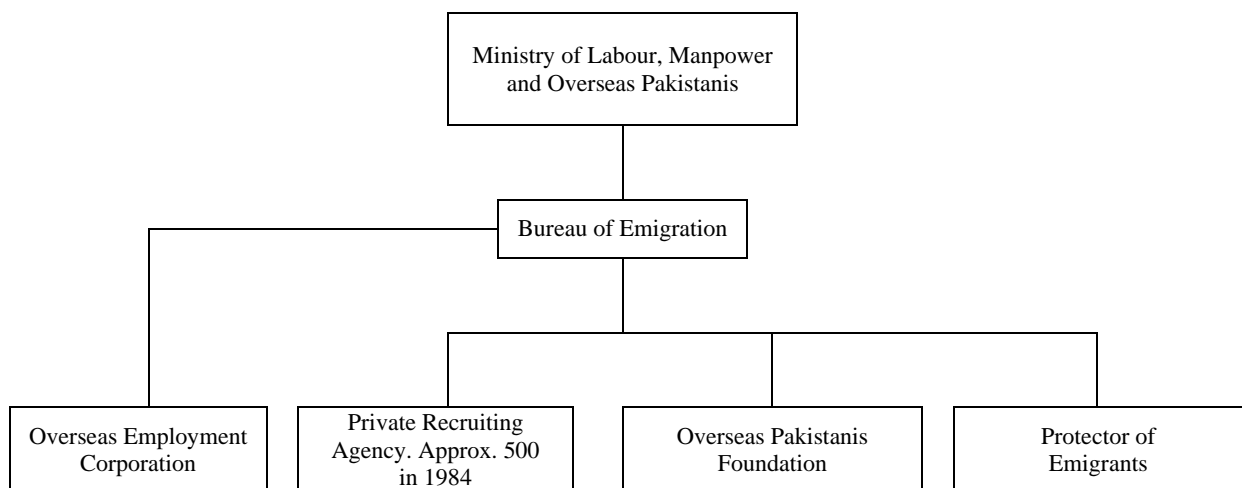 Ministry of Labour, Manpower
and Overseas Pakistanis
Bureau of Emigration
Overseas Employment
Corporation
Private Recruiting
Agency. Approx. 500
in 1984
Overseas Pakistanis
Foundation
Protector of
Emigrants